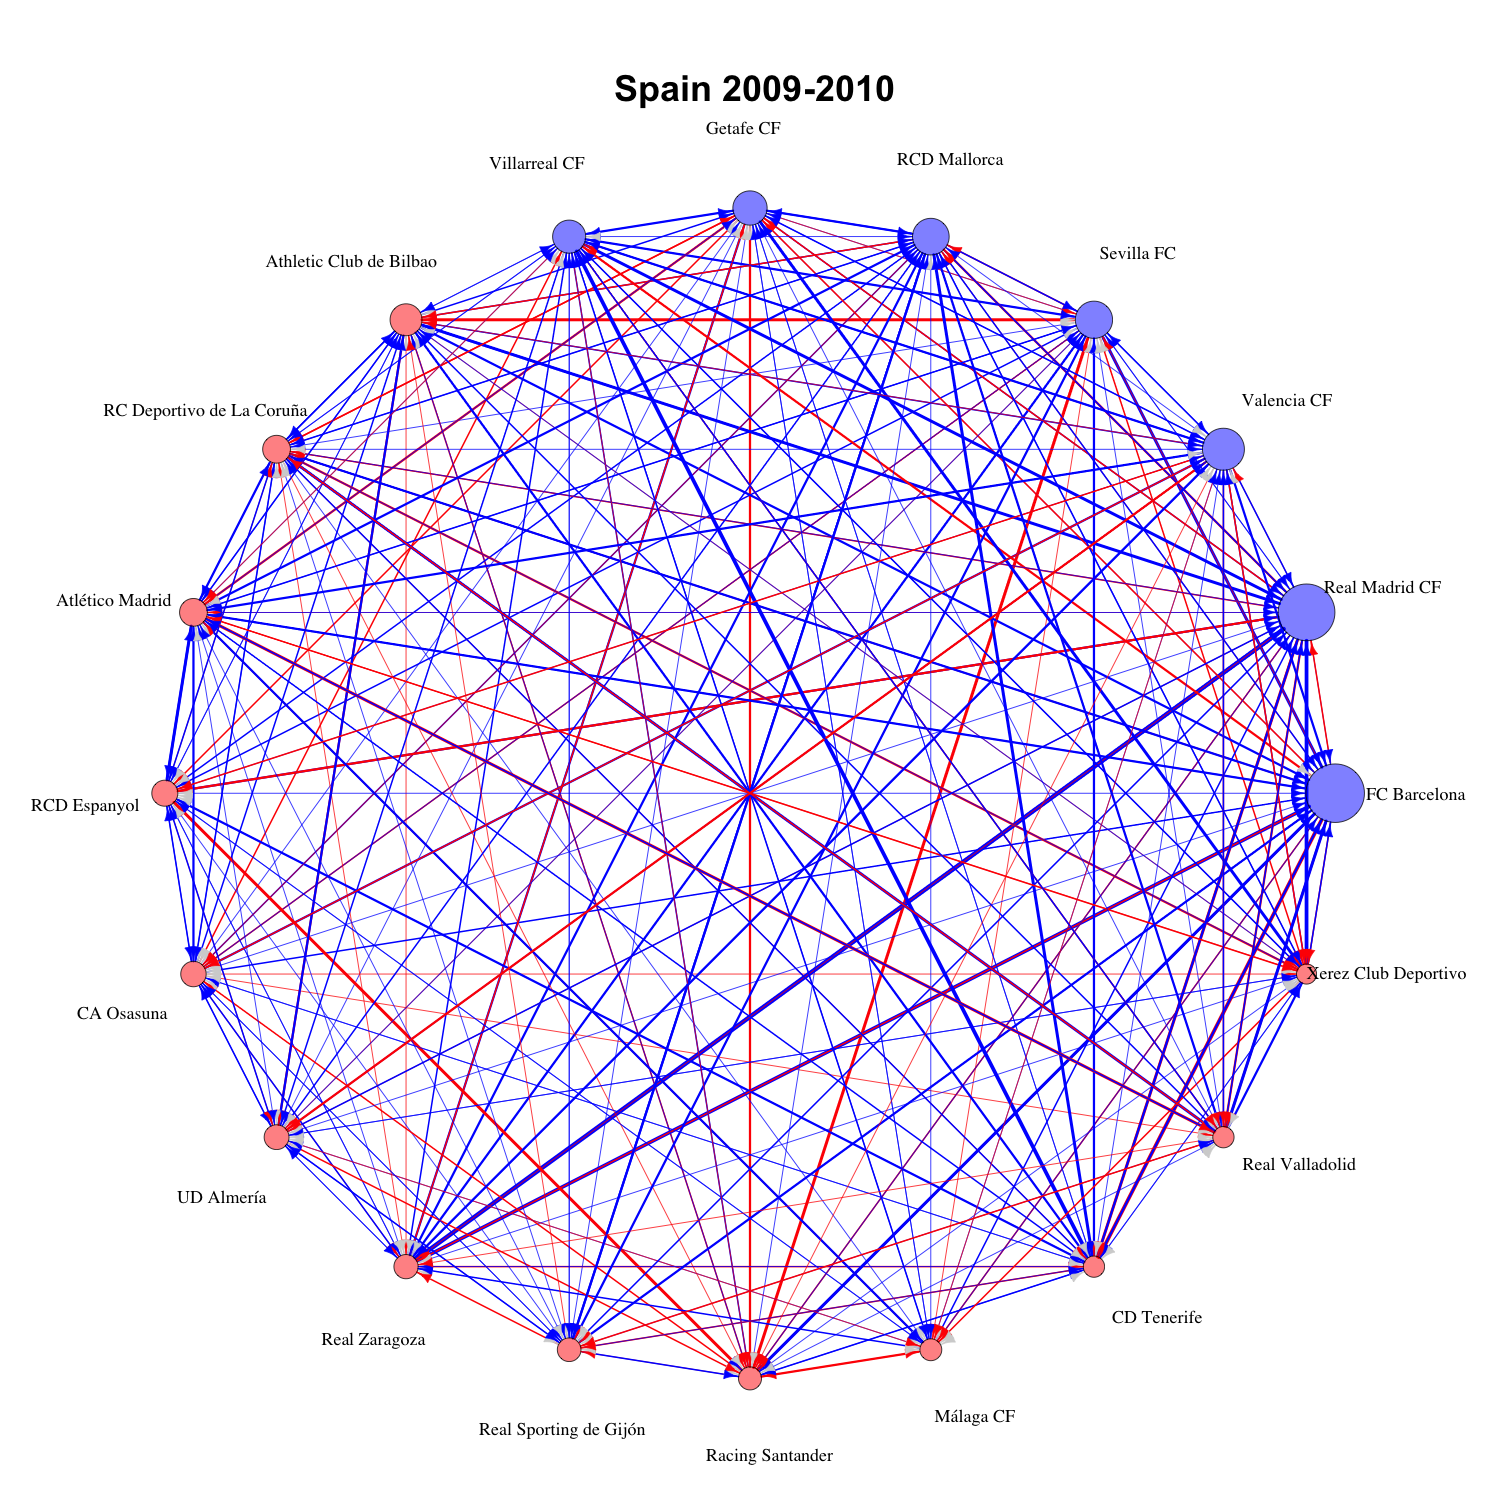 Spain 2009-2010
Getafe CF
RCD Mallorca
Villarreal CF
Sevilla FC
Athletic Club de Bilbao
Valencia CF
RC Deportivo de La Coruña
Real Madrid CF
Atlético Madrid
FC Barcelona
RCD Espanyol
Xerez Club Deportivo
CA Osasuna
Real Valladolid
UD Almería
CD Tenerife
Real Zaragoza
Málaga CF
Real Sporting de Gijón
Racing Santander